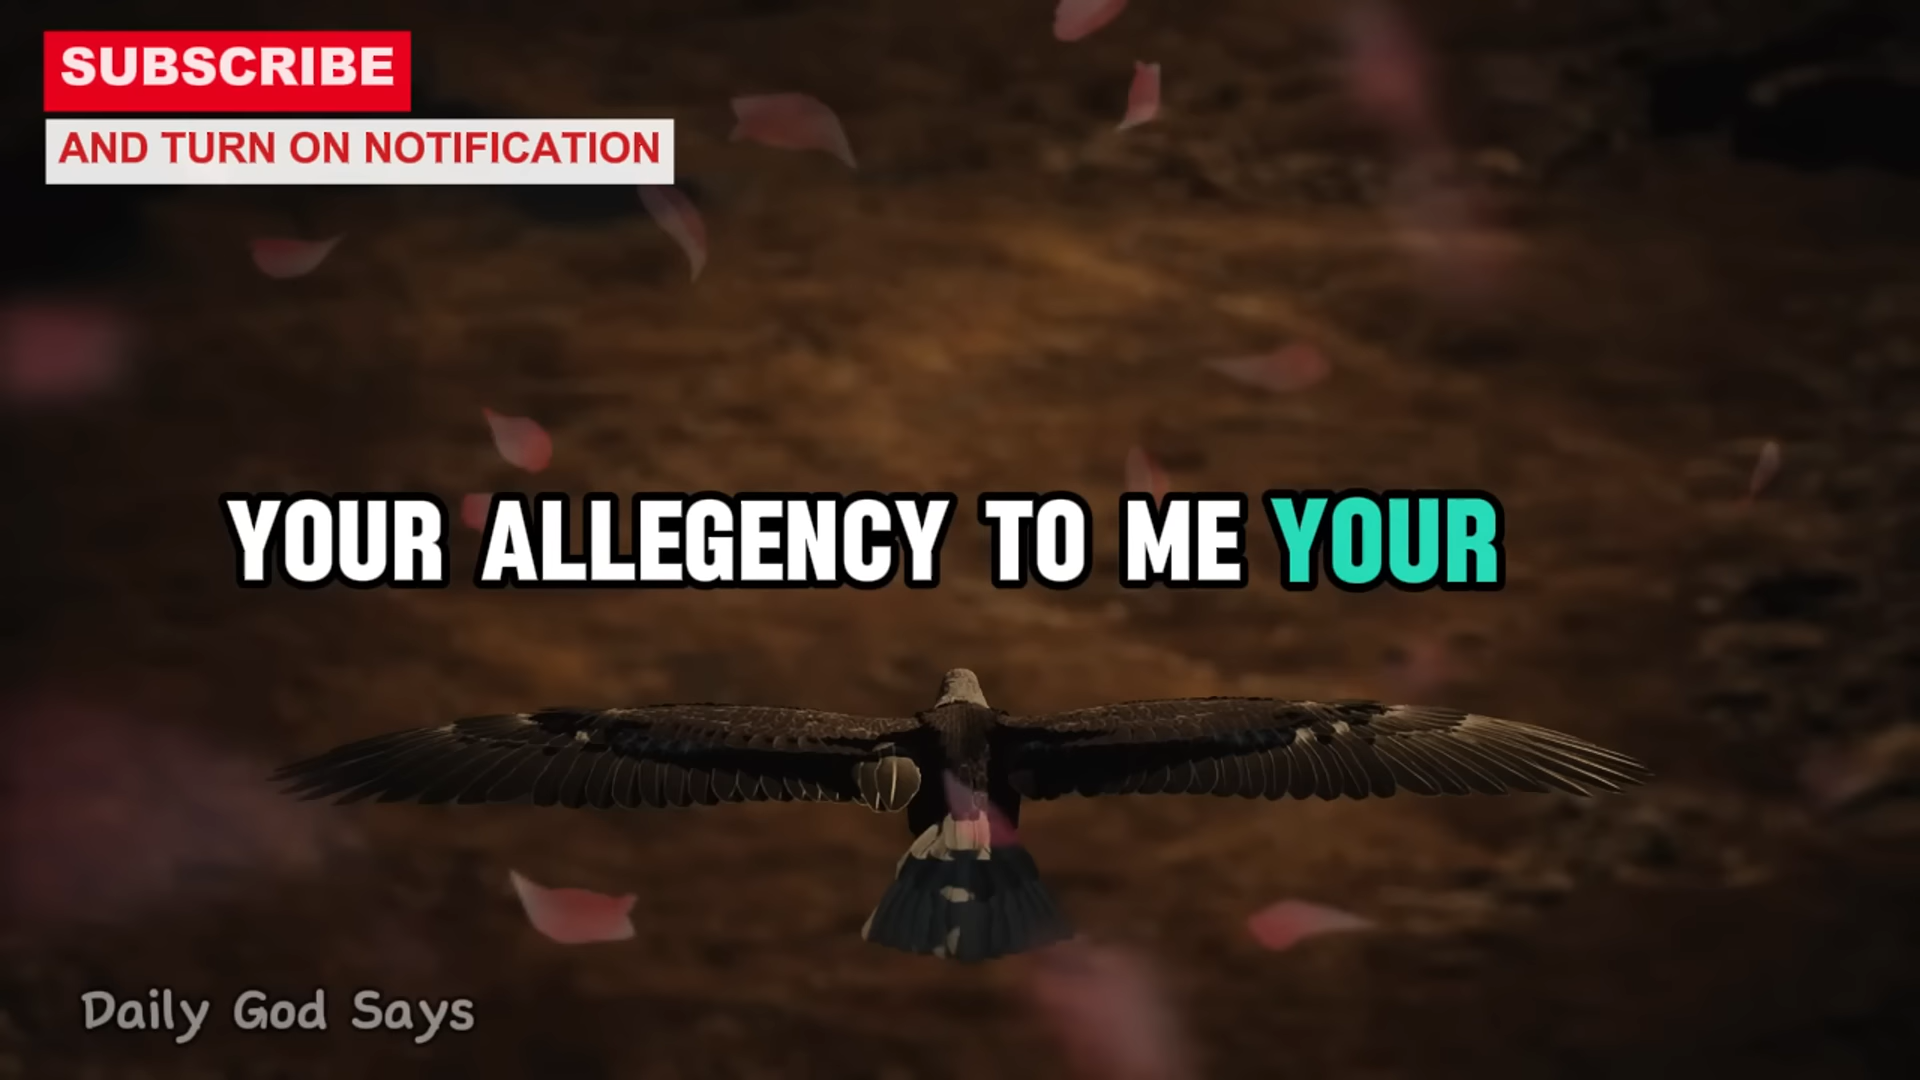 SUBSCRIBE
AND TURN ON NOTIFICATION
YOUR ALLEGENCY TO ME YOUR
Daily God Says